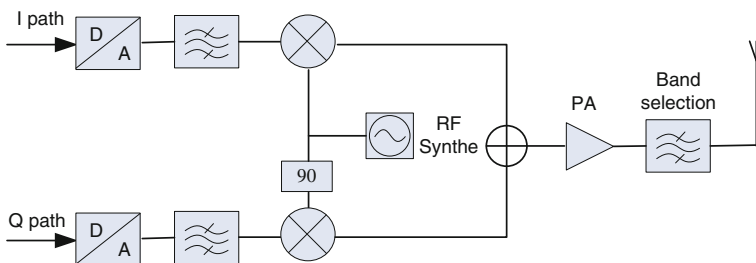 I path
D
A
Band
selection
PA
RF
Synthe
90
Q path
D
A